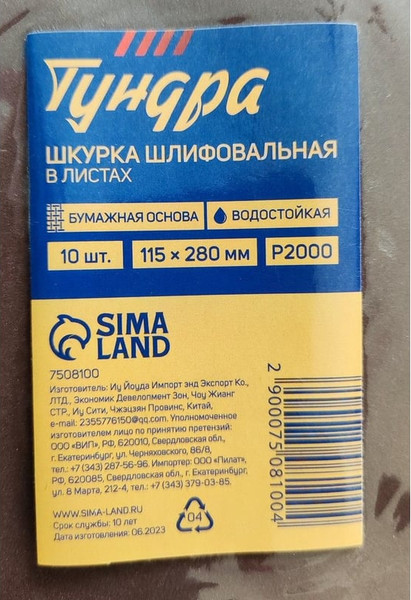 Тундра
ШКУРКА ШЛИФОВАЛЬНАЯ
В ЛИСТАХ
БУМАЖНАЯ ОСНОВА ВОДОСТОЙКАЯ
10 шт. 115 × 280 мм P2000
SIMA
LAND
7508100
Изготовитель: Иу Йоуда Импорт энд Экспорт Ко.,
ЛТД., Экономик Девелопмент Зон, Чоу Жианг
СТР., Иу Сити, Чжэцзян Провинс, Китай,
e-mail: 2355776150@qq.com. Уполномоченное
изготовителем лицо по принятию претензий:
ООО «ВИП», РФ, 620010, Свердловская обл.,
г. Екатеринбург, ул. Черняховского, 86/8,
тел.: +7 (343) 287-56-96. Импортер: ООО «Пилат»,
РФ, 620085, Свердловская обл., г. Екатеринбург,
ул. 8 Марта, 212-4, тел.: +7 (343) 379-03-85.
WWW.SIMA-LAND.RU
Срок службы: 10 лет
Дата изготовления: 06.2023
04
2 900075 081004